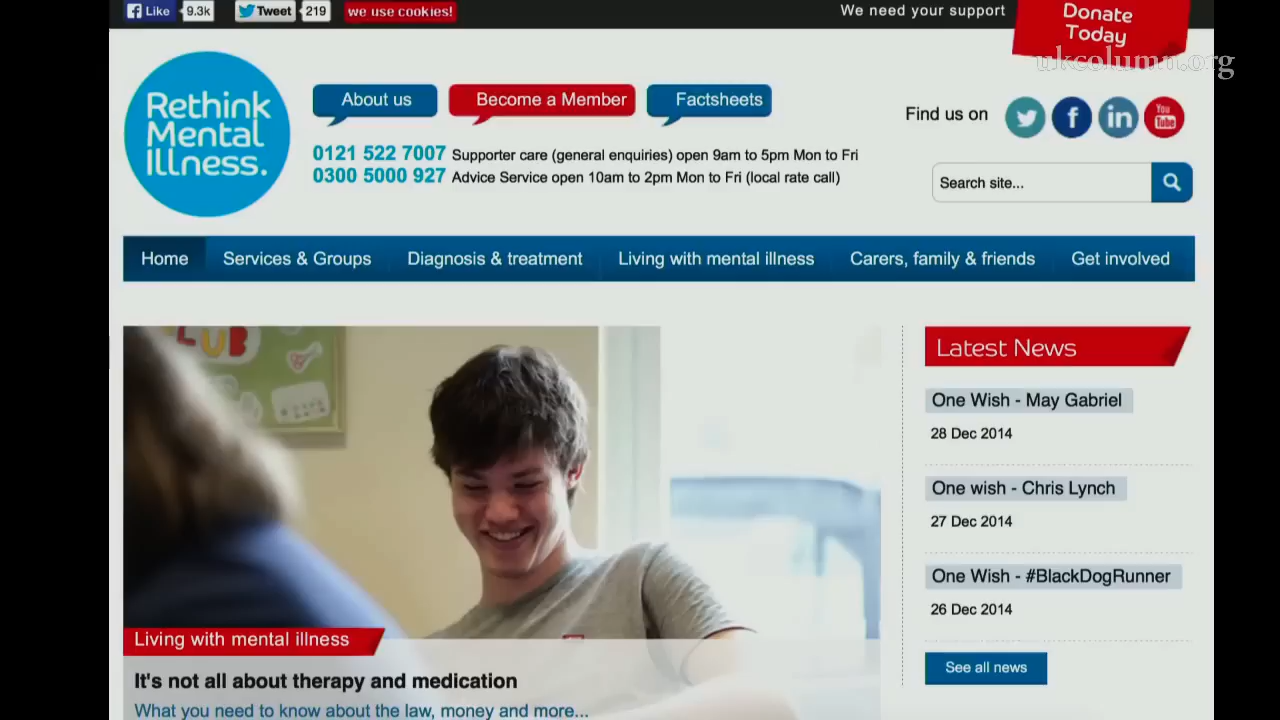 Like 9.3k Tweet 219 we use cookies! We need your support
Donate
Today
ukcolumn.org
Rethink
Mental
Illness.
About us Become a Member Factsheets
0121 522 7007 Supporter care (general enquiries) open 9am to 5pm Mon to Fri
0300 5000 927 Advice Service open 10am to 2pm Mon to Fri (local rate call)
Find us on
You
Tube
Search site...
Home Services & Groups Diagnosis & treatment Living with mental illness Carers, family & friends Get involved
LUB
Living with mental illness
It's not all about therapy and medication
What you need to know about the law, money and more...
Latest News
One Wish - May Gabriel
28 Dec 2014
One wish - Chris Lynch
27 Dec 2014
One Wish - #BlackDogRunner
26 Dec 2014
See all news